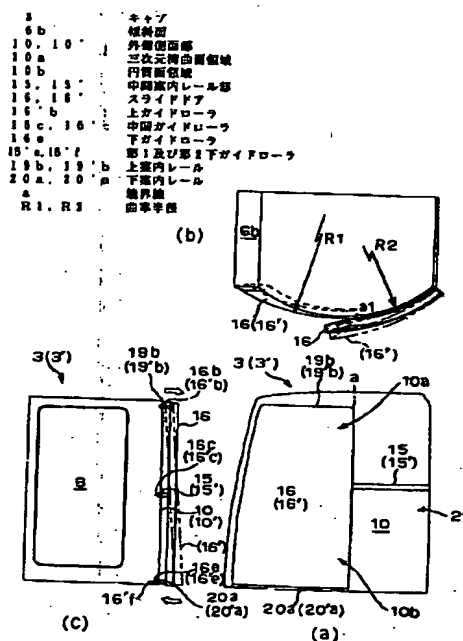 3 キャブ
6b 傾斜面
10, 10' 外側側面部
10a 三次元湾曲面領域
10b 円筒面領域
15, 15' 中間案内レール部
16, 16' スライドドア
16'b 上ガイドローラ
16c, 16'c 中間ガイドローラ
16e 下ガイドローラ
16'e, 16'f 第1及び第2下ガイドローラ
19b, 19'b 上案内レール
20a, 20'a 下案内レール
a 境界線
R1, R2 曲率半径
(b)
6b
R1
R2
a
16(16')
16
(16')
3(3')
19b
(19'b)
16b
(16'b)
16
16c
(16'c)
15
(15')
10
(10')
(16')
16e
(16'e)
16'f
20a
(20'a)
8
(c)
3(3')
19b
(19'b)
a
10a
15
(15')
16
(16')
10
2'
10b
20a(20'a)
(a)